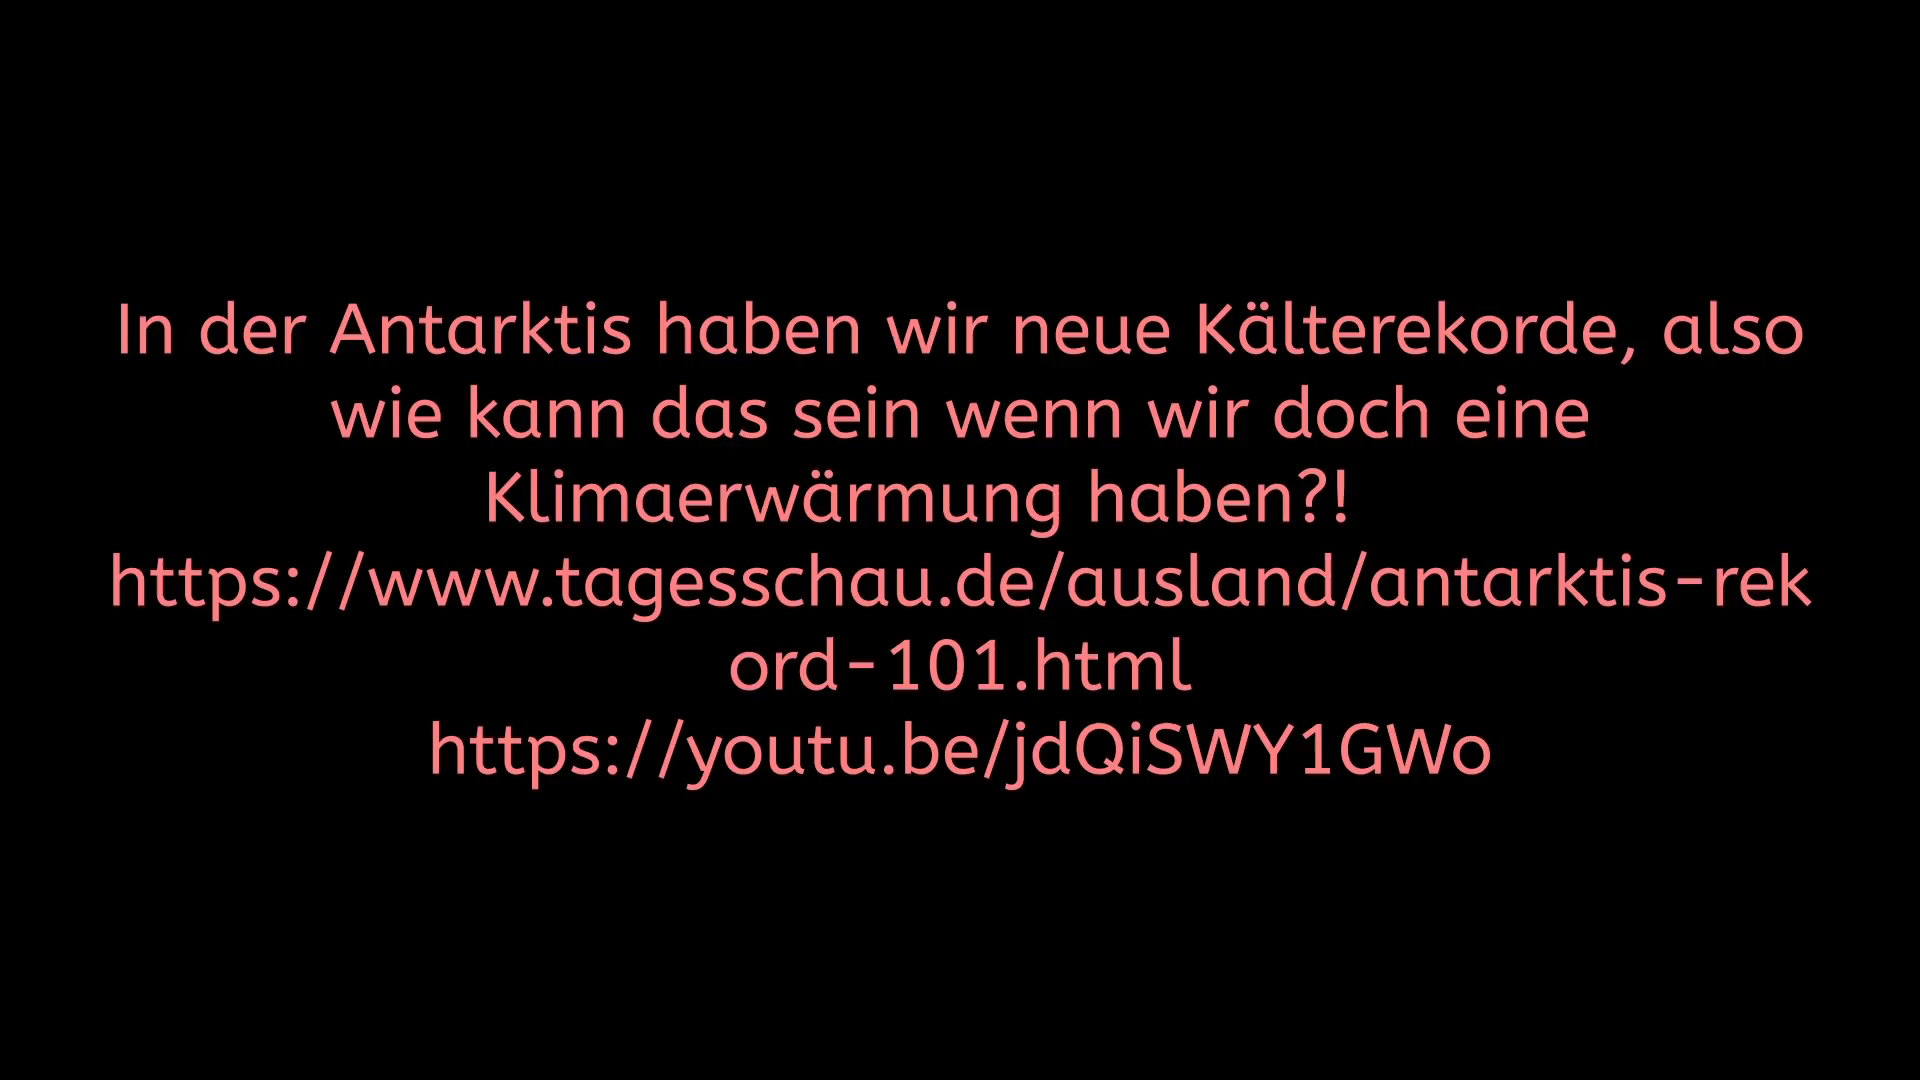 In der Antarktis haben wir neue Kälterekorde, also
wie kann das sein wenn wir doch eine
Klimaerwärmung haben?!
https://www.tagesschau.de/ausland/antarktis-rek
ord-101.html
https://youtu.be/jdQiSWY1GWo